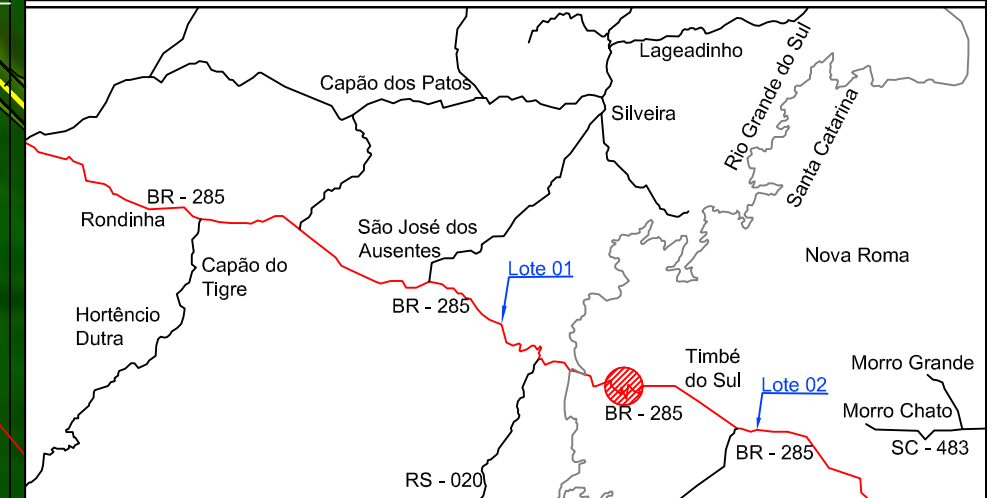 Lageadinho
Rio Grande do Sul
Capão dos Patos
Silveira
Santa Catarina
BR - 285
Rondinha
São José dos
Ausentes
Nova Roma
Capão do
Tigre
Lote 01
BR - 285
Hortêncio
Dutra
Timbé
do Sul
Morro Grande
Lote 02
BR - 285
Morro Chato
SC - 483
BR - 285
RS - 020